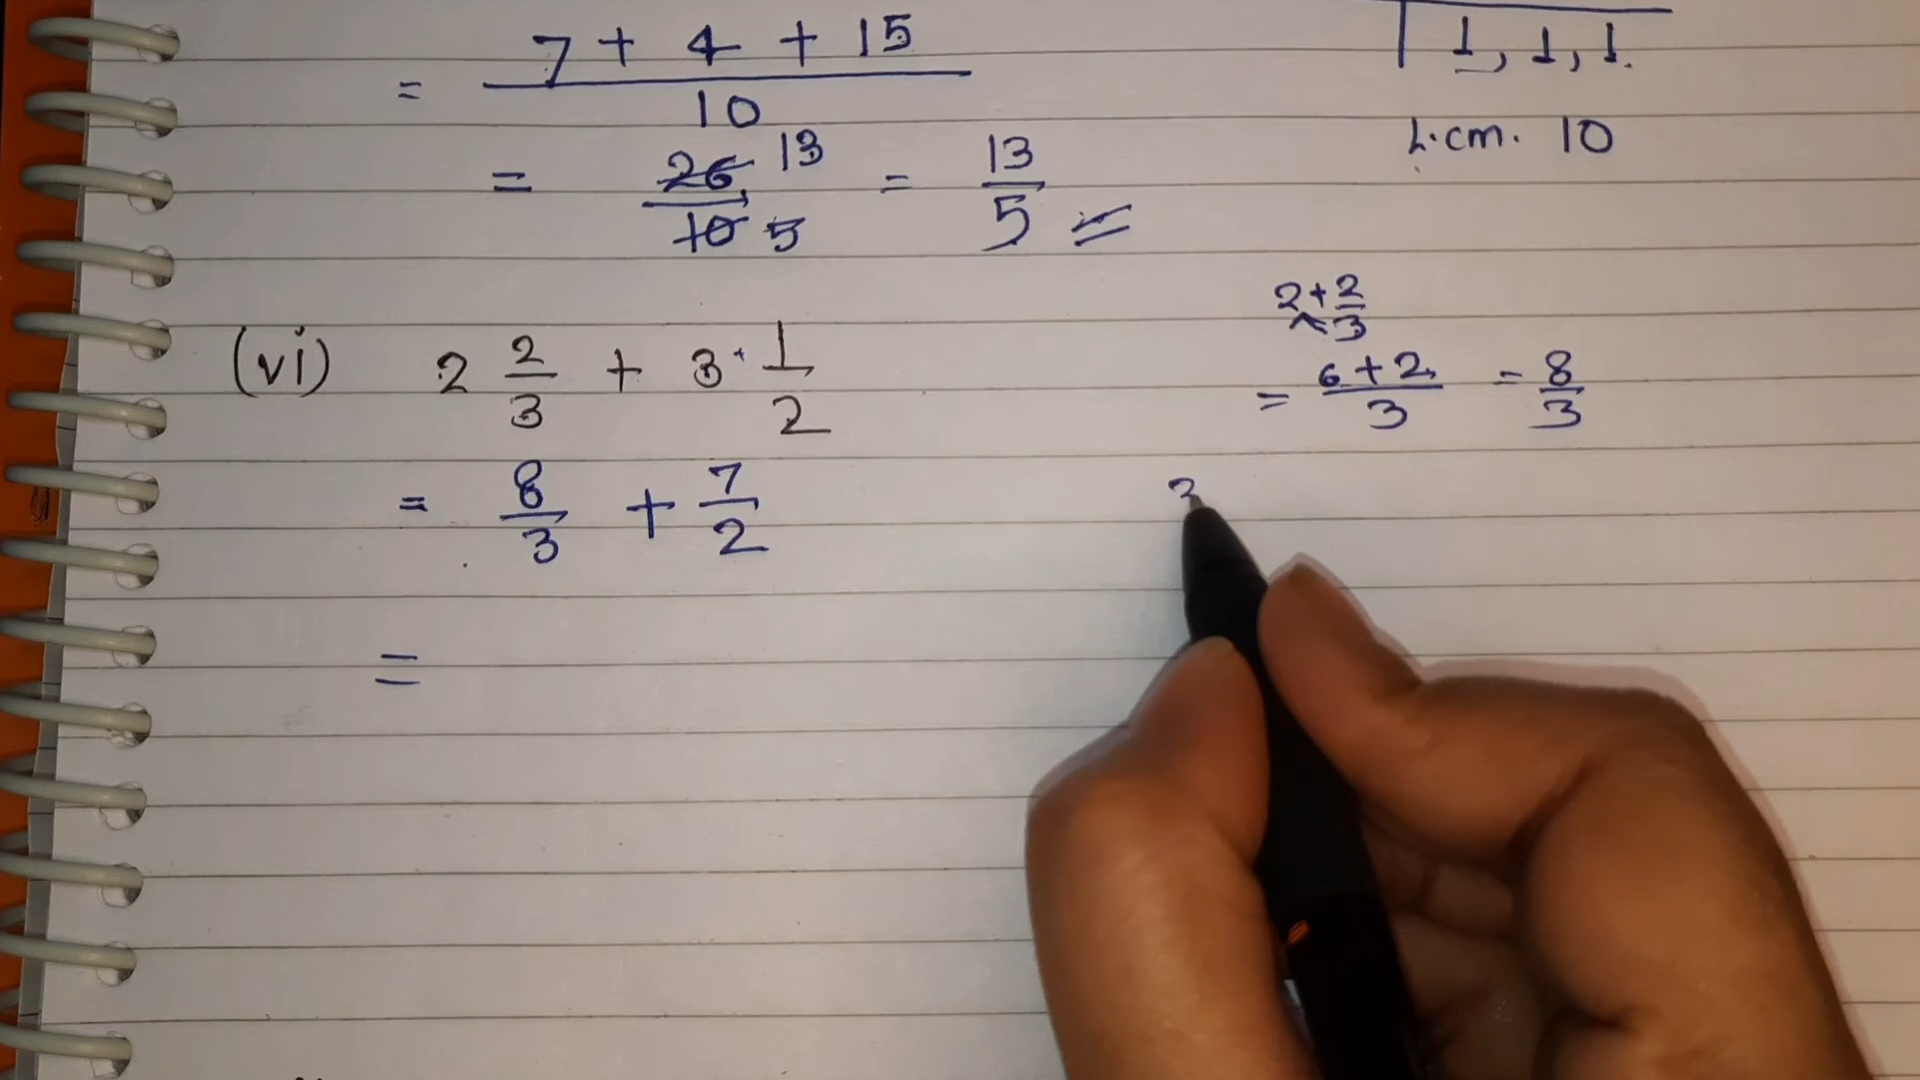 = 7 + 4 + 15 / 10
1, 1, 1.
L.cm. 10
= 26 13 / 10 5 = 13/5
(vi) 2 2/3 + 3 1/2
= 8/3 + 7/2
=
2 + 2/3
= 6 + 2 / 3 = 8/3